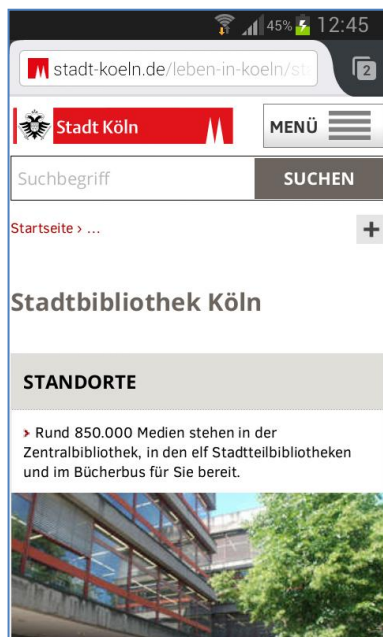 45% 12:45
stadt-koeln.de/leben-in-koeln/st
2
Stadt Köln
MENÜ
Suchbegriff
SUCHEN
Startseite › ...
+
Stadtbibliothek Köln
STANDORTE
› Rund 850.000 Medien stehen in der
Zentralbibliothek, in den elf Stadtteilbibliotheken
und im Bücherbus für Sie bereit.